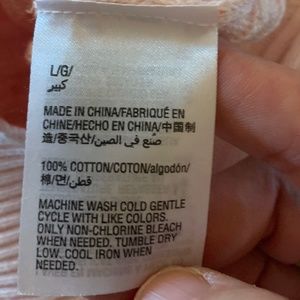 L/G/
كبير
MADE IN CHINA/FABRIQUÉ EN
CHINE/HECHO EN CHINA/中国制
造/중국산/صنع في الصين
100% COTTON/COTON/algodón/
棉/면/قطن
MACHINE WASH COLD GENTLE
CYCLE WITH LIKE COLORS.
ONLY NON-CHLORINE BLEACH
WHEN NEEDED. TUMBLE DRY
LOW. COOL IRON WHEN
NEEDED.